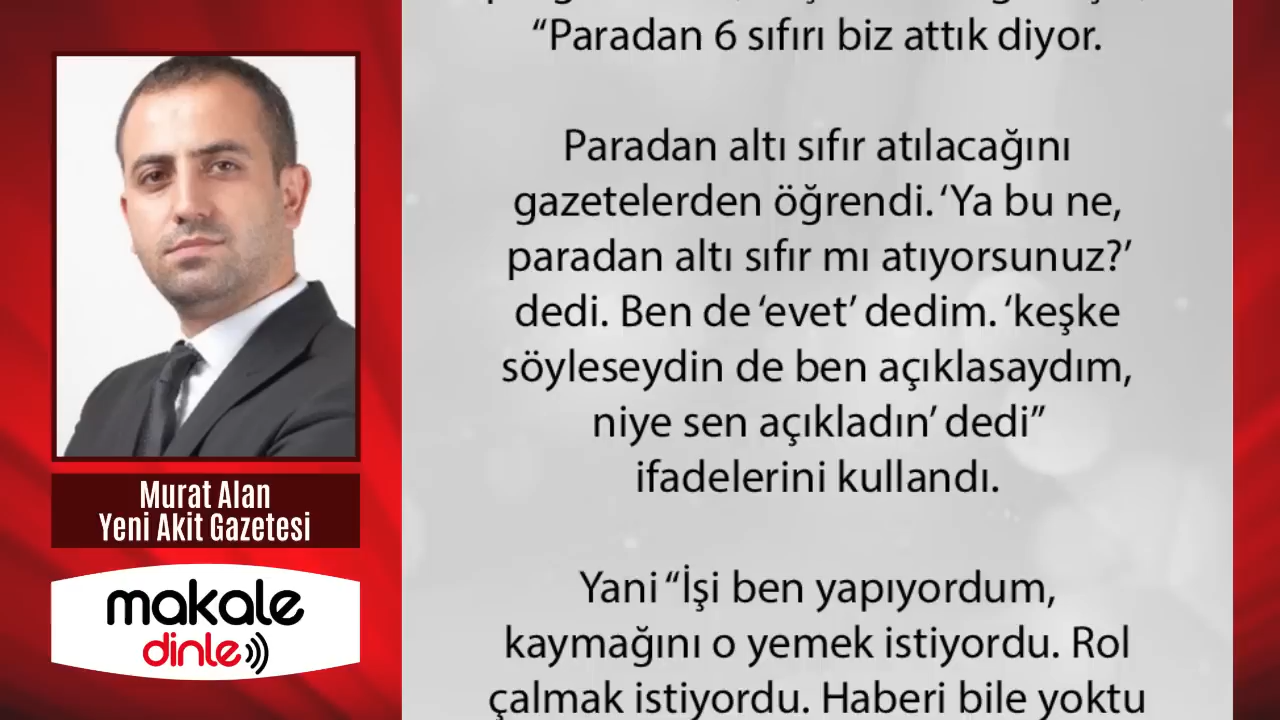 “Paradan 6 sıfırı biz attık diyor.
Paradan altı sıfır atılacağını
gazetelerden öğrendi. ‘Ya bu ne,
paradan altı sıfır mı atıyorsunuz?’
dedi. Ben de ‘evet’ dedim. ‘keşke
söyleseydin de ben açıklasaydım,
niye sen açıkladın’ dedi”
ifadelerini kullandı.
Yani “İşi ben yapıyordum,
kaymağını o yemek istiyordu. Rol
çalmak istiyordu. Haberi bile yoktu
Murat Alan
Yeni Akit Gazetesi
makale
dinle